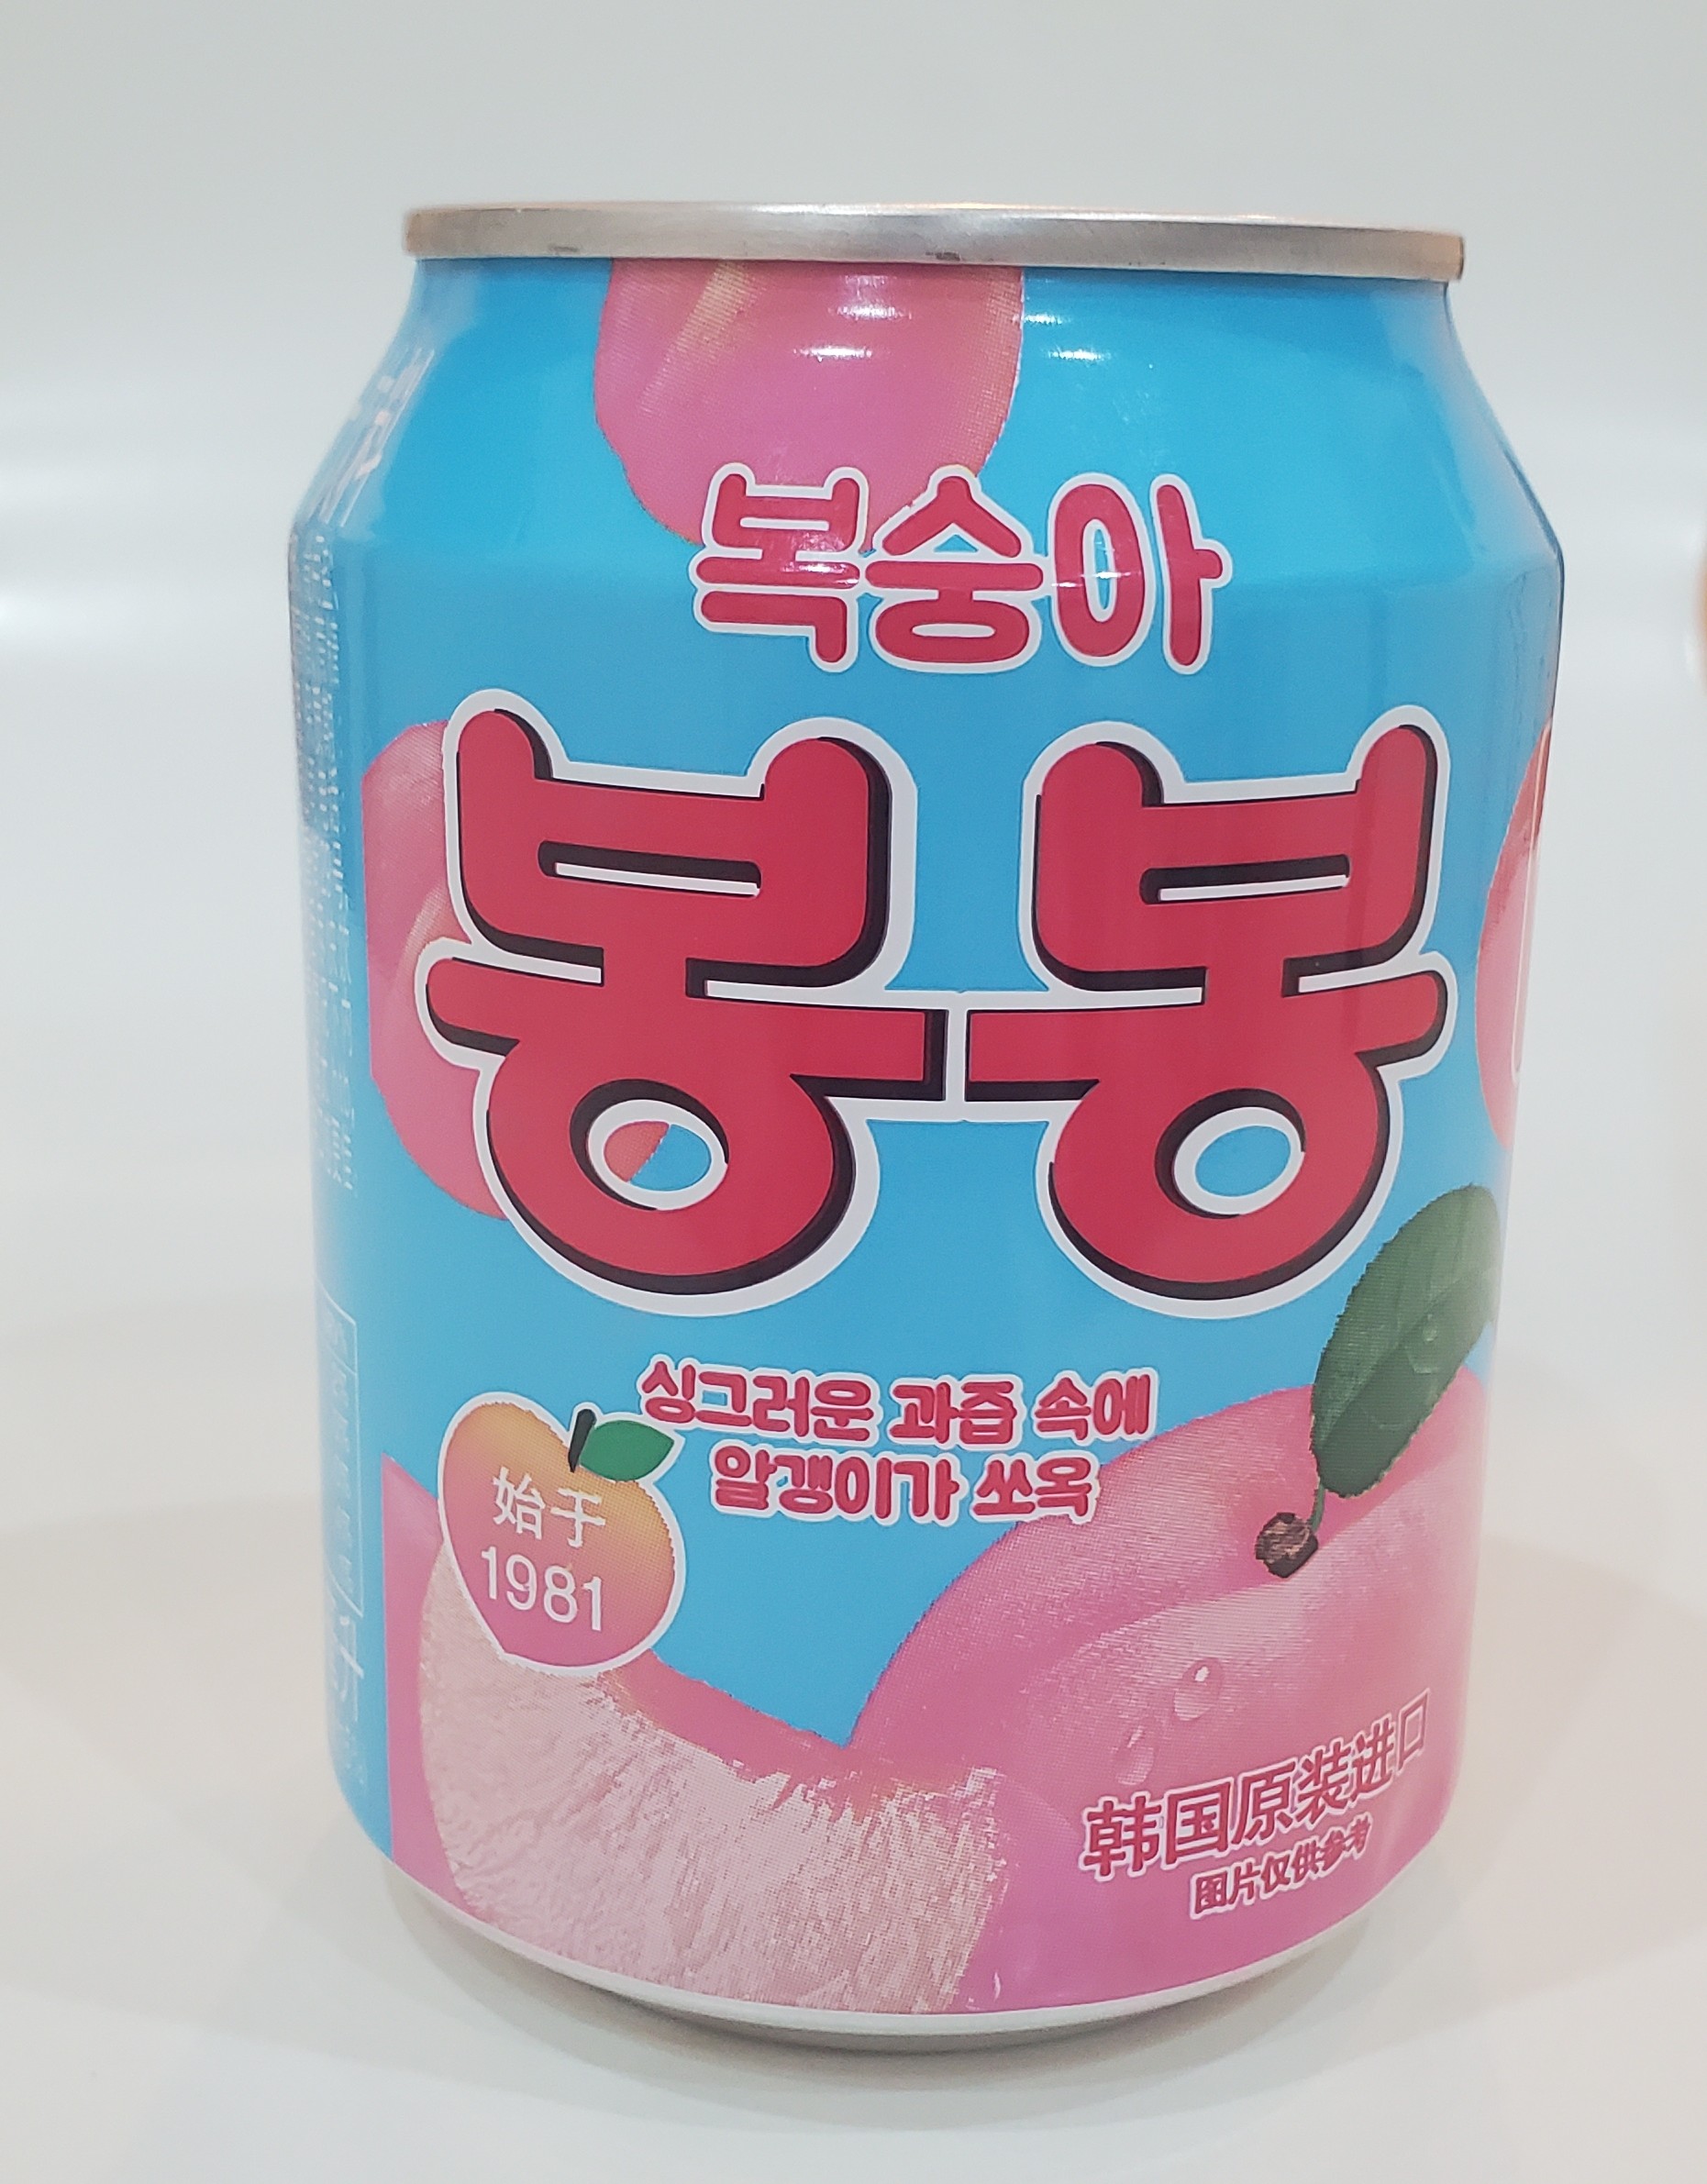 복숭아
봉봉
싱그러운 과즙 속에
알갱이가 쏘옥
始于
1981
韩国原装进口
图片仅供参考